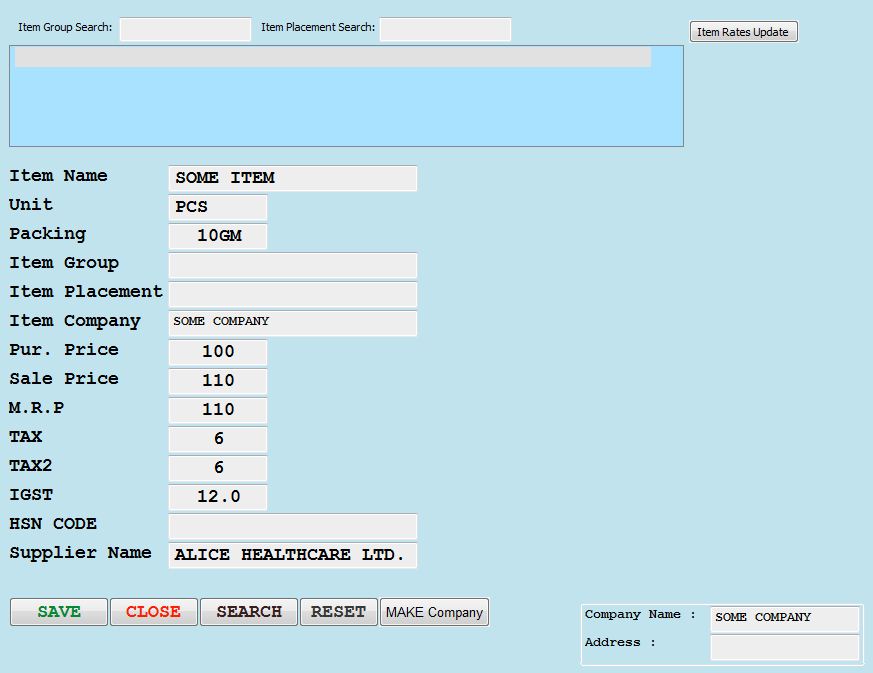 Item Group Search: Item Placement Search: Item Rates Update
Item Name SOME ITEM
Unit PCS
Packing 10GM
Item Group
Item Placement
Item Company SOME COMPANY
Pur. Price 100
Sale Price 110
M.R.P 110
TAX 6
TAX2 6
IGST 12.0
HSN CODE
Supplier Name ALICE HEALTHCARE LTD.
SAVE CLOSE SEARCH RESET MAKE Company
Company Name : SOME COMPANY
Address :